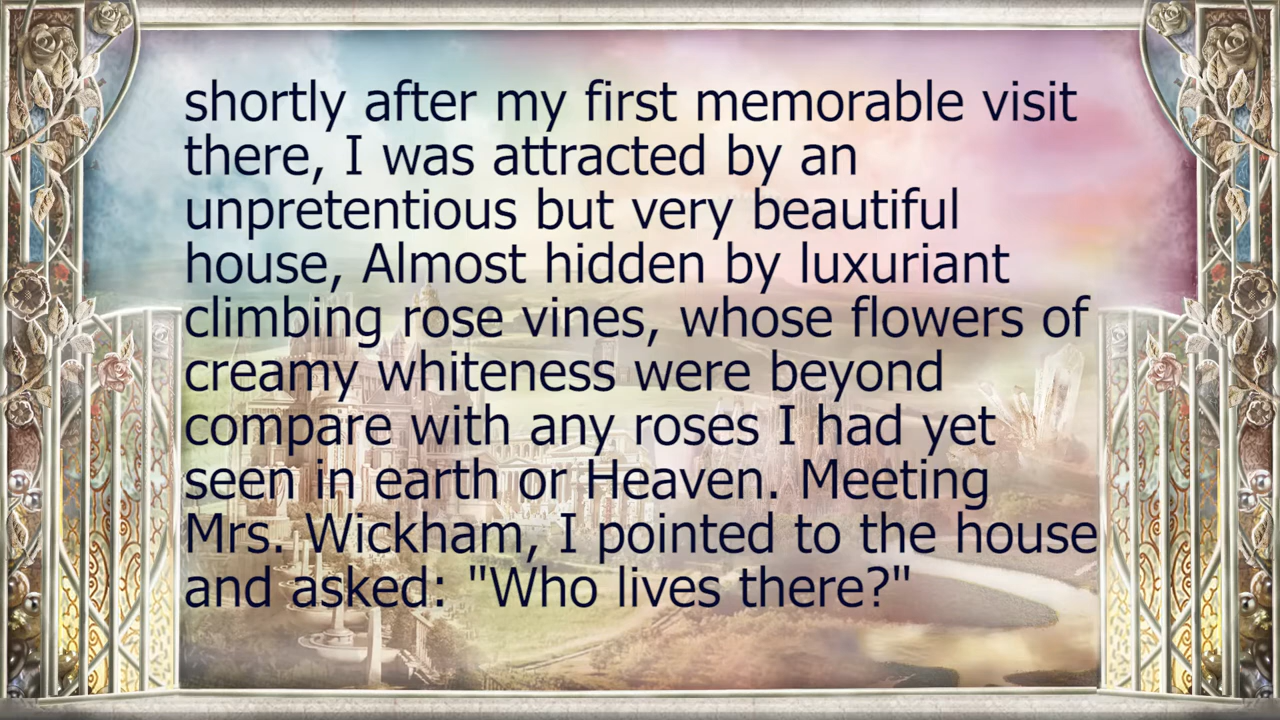 shortly after my first memorable visit
there, I was attracted by an
unpretentious but very beautiful
house, Almost hidden by luxuriant
climbing rose vines, whose flowers of
creamy whiteness were beyond
compare with any roses I had yet
seen in earth or Heaven. Meeting
Mrs. Wickham, I pointed to the house
and asked: "Who lives there?"